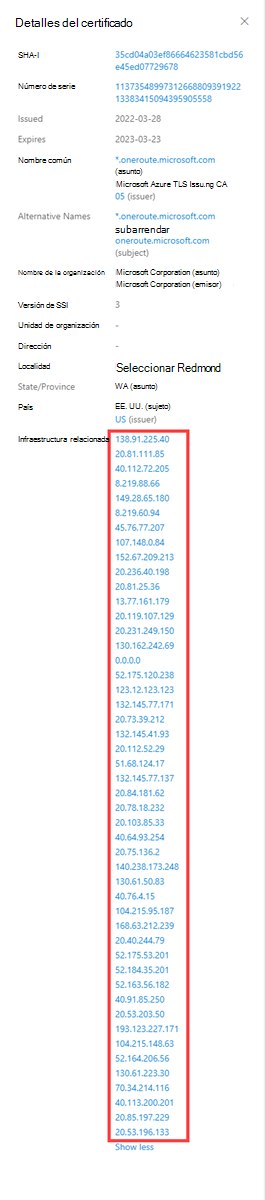 Detalles del certificado
SHA-I
35cd04a03ef86664623581cbd56
e45ed07729678
Número de serie
11373548997312668809391922
13383415094395905558
Issued
2022-03-28
Expires
2023-03-23
Nombre común
*.oneroute.microsoft.com
(asunto)
Microsoft Azure TLS Issu.ng CA
05 (issuer)
Alternative Names
*.oneroute.microsoft.com
subarrendar
oneroute.microsoft.com
(subject)
Nombre de la organización
Microsoft Corporation (asunto)
Microsoft Corporation (emisor)
Versión de SSI
3
Unidad de organización
-
Dirección
-
Localidad
Seleccionar Redmond
State/Province
WA (asunto)
País
EE. UU. (sujeto)
US (issuer)
Infraestructura relacionada
138.91.225.40
20.81.111.85
40.112.72.205
8.219.88.66
149.28.65.180
8.219.60.94
45.76.77.207
107.148.0.84
152.67.209.213
20.236.40.198
20.81.25.36
13.77.161.179
20.119.107.129
20.231.249.150
130.162.242.69
0.0.0.0
52.175.120.238
123.12.123.123
132.145.77.171
20.73.39.212
132.145.41.93
20.112.52.29
51.68.124.17
132.145.77.137
20.84.181.62
20.78.18.232
20.103.85.33
40.64.93.254
20.75.136.2
140.238.173.248
130.61.50.83
40.76.4.15
104.215.95.187
168.63.212.239
20.40.244.79
52.175.53.201
52.184.35.201
52.163.56.182
40.91.85.250
20.53.203.50
193.123.227.171
104.215.148.63
52.164.206.56
130.61.223.30
70.34.214.116
40.113.200.201
20.85.197.229
20.53.196.133
Show less